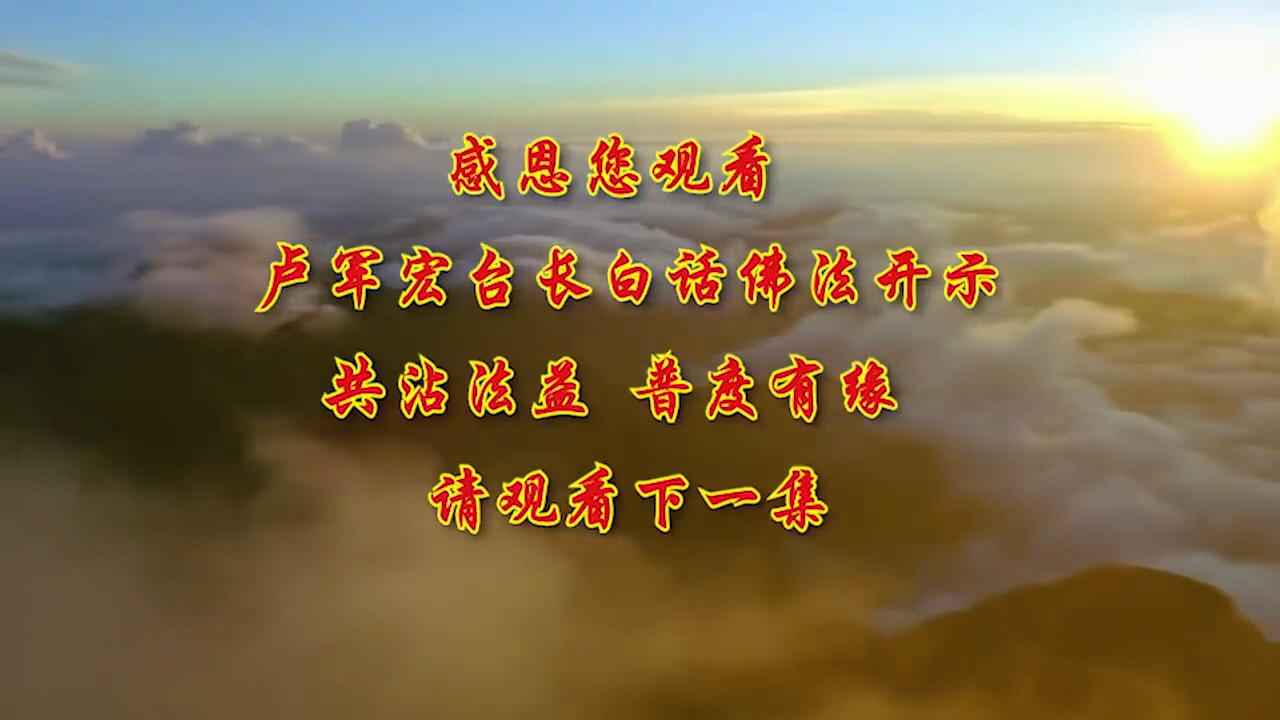 感恩您观看
卢军宏台长白话佛法开示
共沾法益 普度有缘
请观看下一集